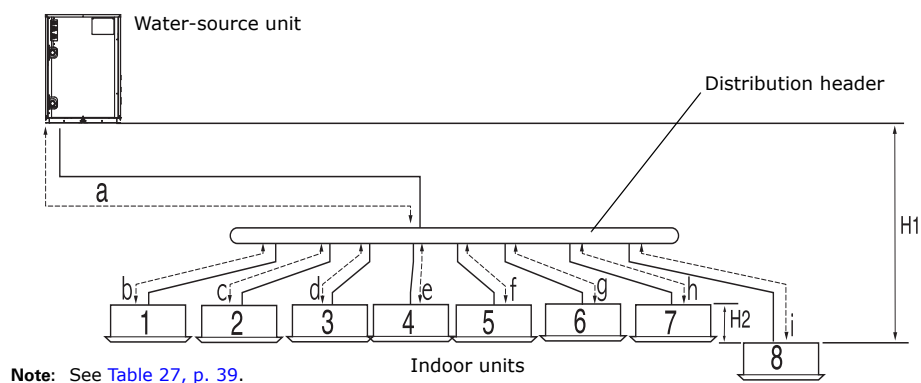 Water-source unit
Distribution header
a
H1
b
c
d
e
f
g
h
i
1
2
3
4
5
6
7
H2
8
Indoor units
Note: See Table 27, p. 39.